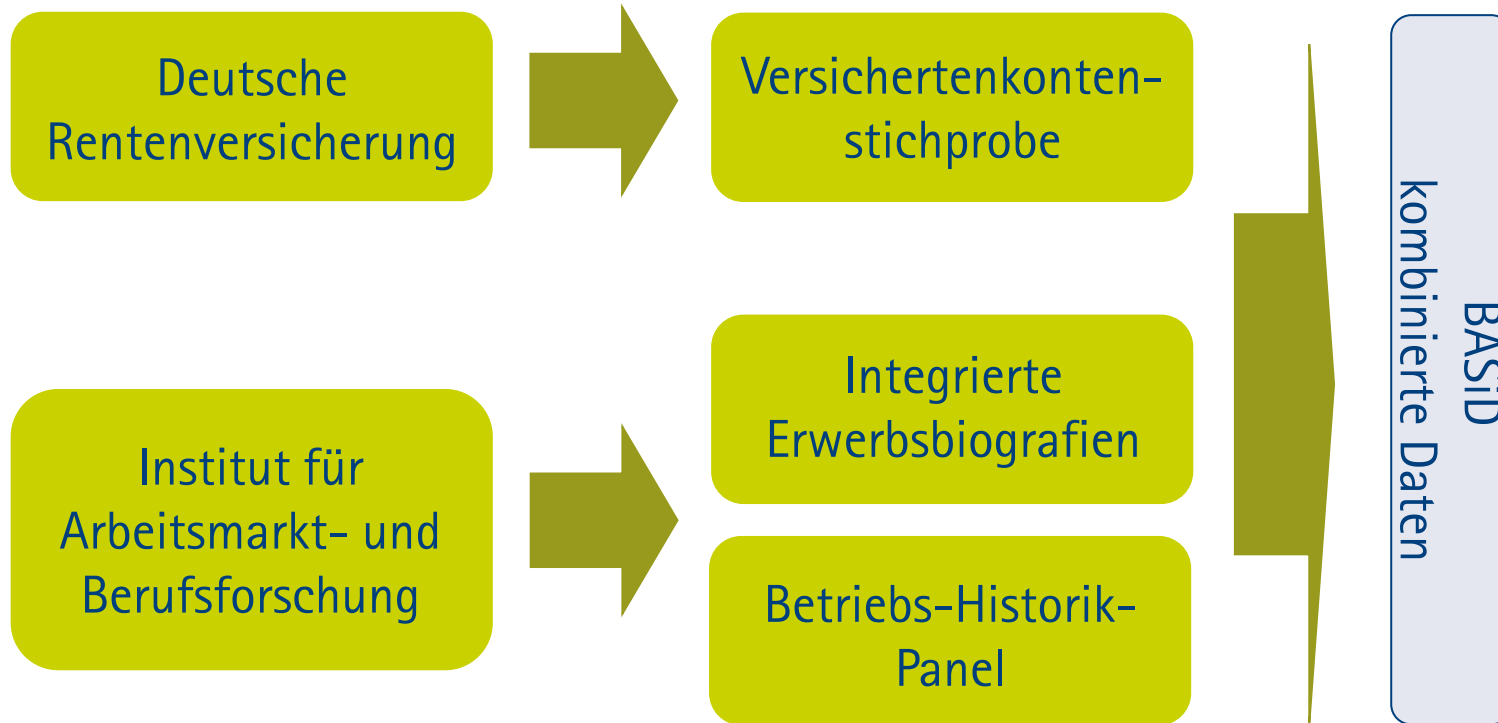 Deutsche
Rentenversicherung
Versichertenkonten-
stichprobe
Institut für
Arbeitsmarkt- und
Berufsforschung
Integrierte
Erwerbsbiografien
Betriebs-Historik-
Panel
BASiD
kombinierte Daten